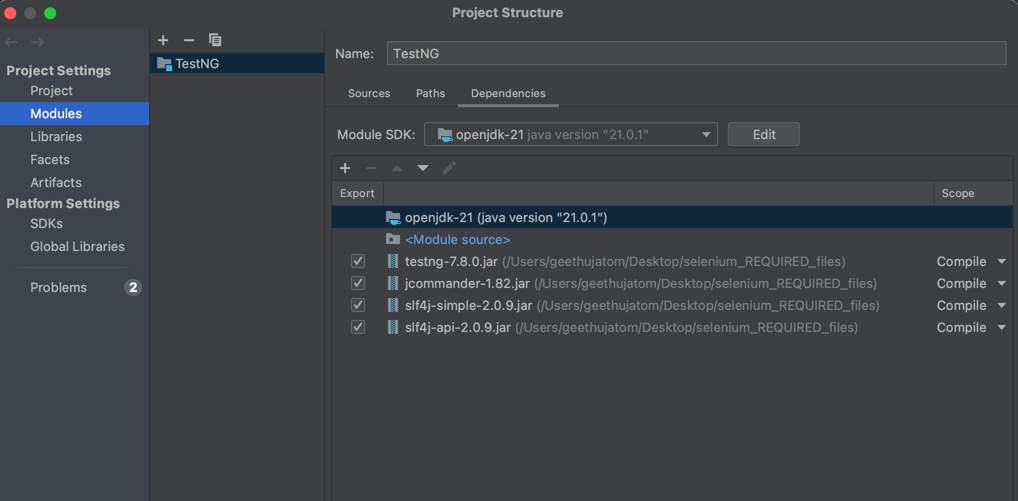 Project Structure
Project Settings
Project
Modules
Libraries
Facets
Artifacts
Platform Settings
SDKs
Global Libraries
Problems 2
TestNG
Name: TestNG
Sources Paths Dependencies
Module SDK: openjdk-21 java version "21.0.1" Edit
Export Scope
openjdk-21 (java version "21.0.1")
<Module source>
testng-7.8.0.jar (/Users/geethujatom/Desktop/selenium_REQUIRED_files) Compile
jcommander-1.82.jar (/Users/geethujatom/Desktop/selenium_REQUIRED_files) Compile
slf4j-simple-2.0.9.jar (/Users/geethujatom/Desktop/selenium_REQUIRED_files) Compile
slf4j-api-2.0.9.jar (/Users/geethujatom/Desktop/selenium_REQUIRED_files) Compile